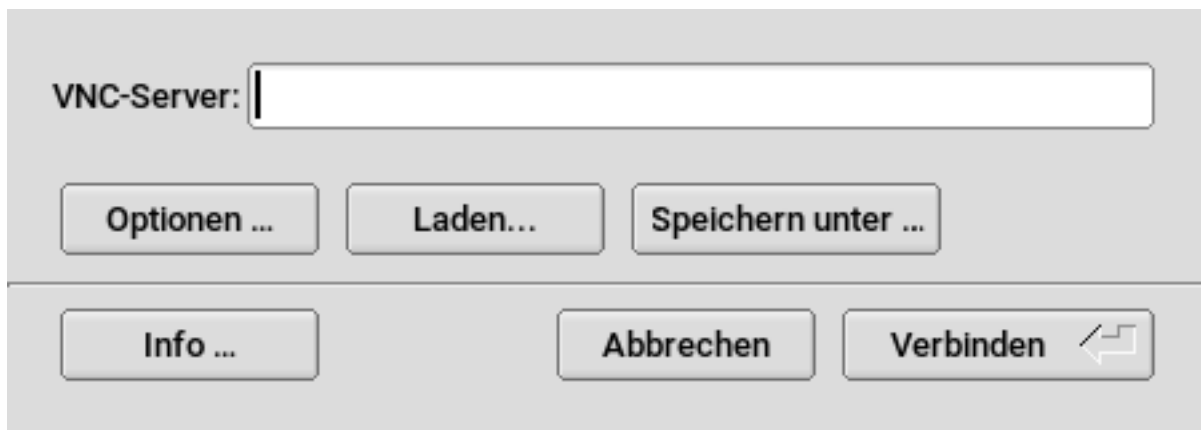 VNC-Server:
Optionen ... Laden... Speichern unter ...
Info ... Abbrechen Verbinden